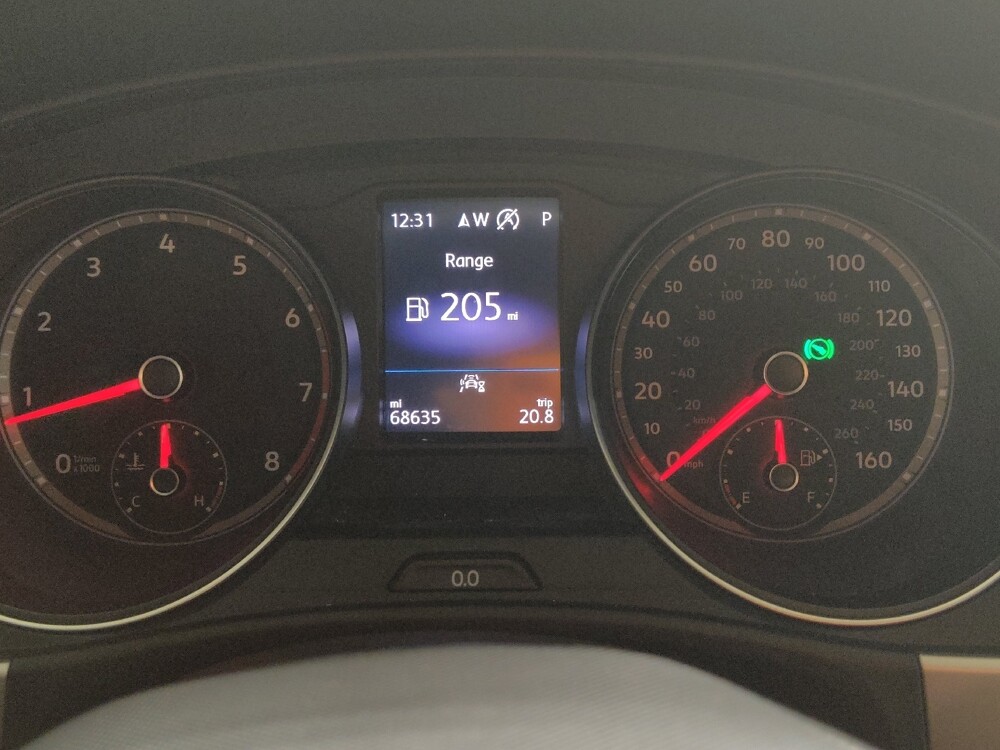 12:31 W P
Range
205 mi
mi trip
68635 20.8
0 1 2 3 4 5 6 7 8
1/min
x 1000
C H
0 10 20 30 40 50 60 70 80 90 100 110 120 130 140 150 160
mph
20 40 60 80 100 120 140 160 180 200 220 240 260
km/h
E F
0.0